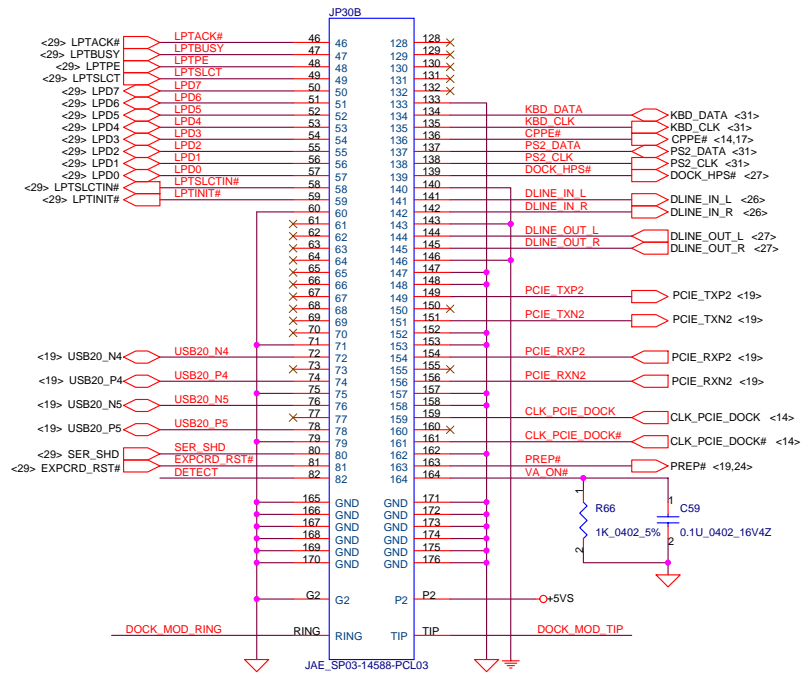 JP30B
<29> LPTACK# LPTACK# 46 46 128 128
<29> LPTBUSY LPTBUSY 47 47 129 129
<29> LPTPE LPTPE 48 48 130 130
<29> LPTSLCT LPTSLCT 49 49 131 131
<29> LPD7 LPD7 50 50 132 132
<29> LPD6 LPD6 51 51 133 133
<29> LPD5 LPD5 52 52 134 134 KBD_DATA KBD_DATA <31>
<29> LPD4 LPD4 53 53 135 135 KBD_CLK KBD_CLK <31>
<29> LPD3 LPD3 54 54 136 136 CPPE# CPPE# <14,17>
<29> LPD2 LPD2 55 55 137 137 PS2_DATA PS2_DATA <31>
<29> LPD1 LPD1 56 56 138 138 PS2_CLK PS2_CLK <31>
<29> LPD0 LPD0 57 57 139 139 DOCK_HPS# DOCK_HPS# <27>
<29> LPTSLCTIN# LPTSLCTIN# 58 58 140 140
<29> LPTINIT# LPTINIT# 59 59 141 141 DLINE_IN_L DLINE_IN_L <26>
60 60 142 142 DLINE_IN_R DLINE_IN_R <26>
61 61 143 143
62 62 144 144 DLINE_OUT_L DLINE_OUT_L <27>
63 63 145 145 DLINE_OUT_R DLINE_OUT_R <27>
64 64 146 146
65 65 147 147
66 66 148 148
67 67 149 149 PCIE_TXP2 PCIE_TXP2 <19>
68 68 150 150
69 69 151 151 PCIE_TXN2 PCIE_TXN2 <19>
70 70 152 152
71 71 153 153
<19> USB20_N4 USB20_N4 72 72 154 154 PCIE_RXP2 PCIE_RXP2 <19>
73 73 155 155
<19> USB20_P4 USB20_P4 74 74 156 156 PCIE_RXN2 PCIE_RXN2 <19>
75 75 157 157
<19> USB20_N5 USB20_N5 76 76 158 158
77 77 159 159 CLK_PCIE_DOCK CLK_PCIE_DOCK <14>
<19> USB20_P5 USB20_P5 78 78 160 160
79 79 161 161 CLK_PCIE_DOCK# CLK_PCIE_DOCK# <14>
<29> SER_SHD SER_SHD 80 80 162 162
<29> EXPCRD_RST# EXPCRD_RST# 81 81 163 163 PREP# PREP# <19,24>
DETECT 82 82 164 164 VA_ON#
165 GND GND 171
166 GND GND 172
167 GND GND 173
168 GND GND 174
169 GND GND 175
170 GND GND 176
1 R66 2
1K_0402_5%
1 C59 2
0.1U_0402_16V4Z
G2 G2 P2 P2 +5VS
DOCK_MOD_RING RING RING TIP TIP DOCK_MOD_TIP
JAE_SP03-14588-PCL03